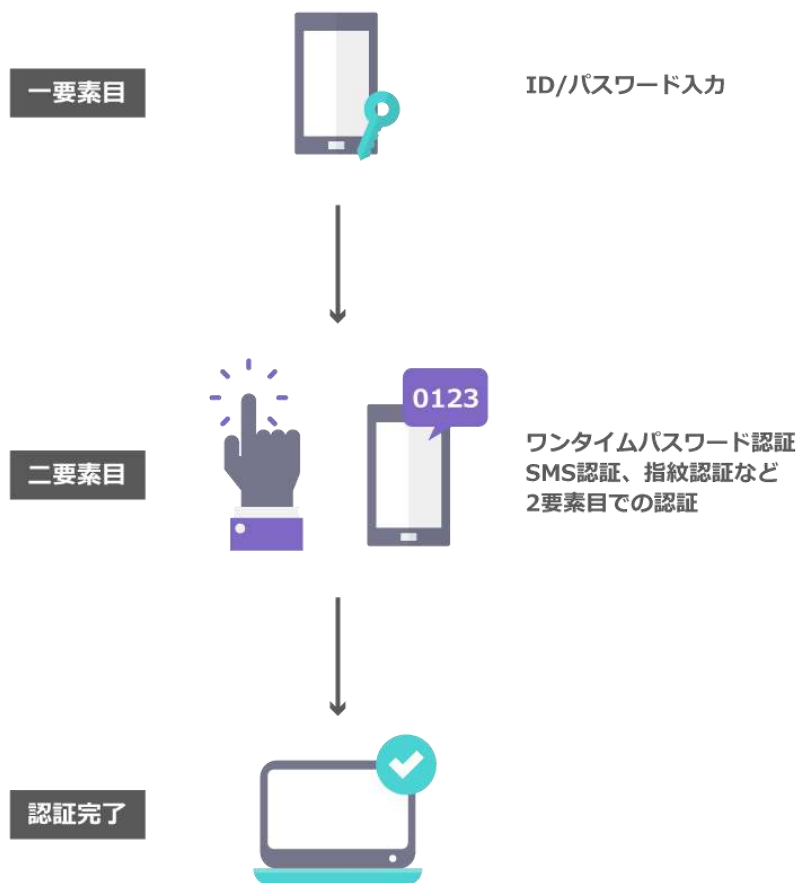 一要素目
ID/パスワード入力
0123
二要素目
ワンタイムパスワード認証
SMS認証、指紋認証など
2要素目での認証
認証完了